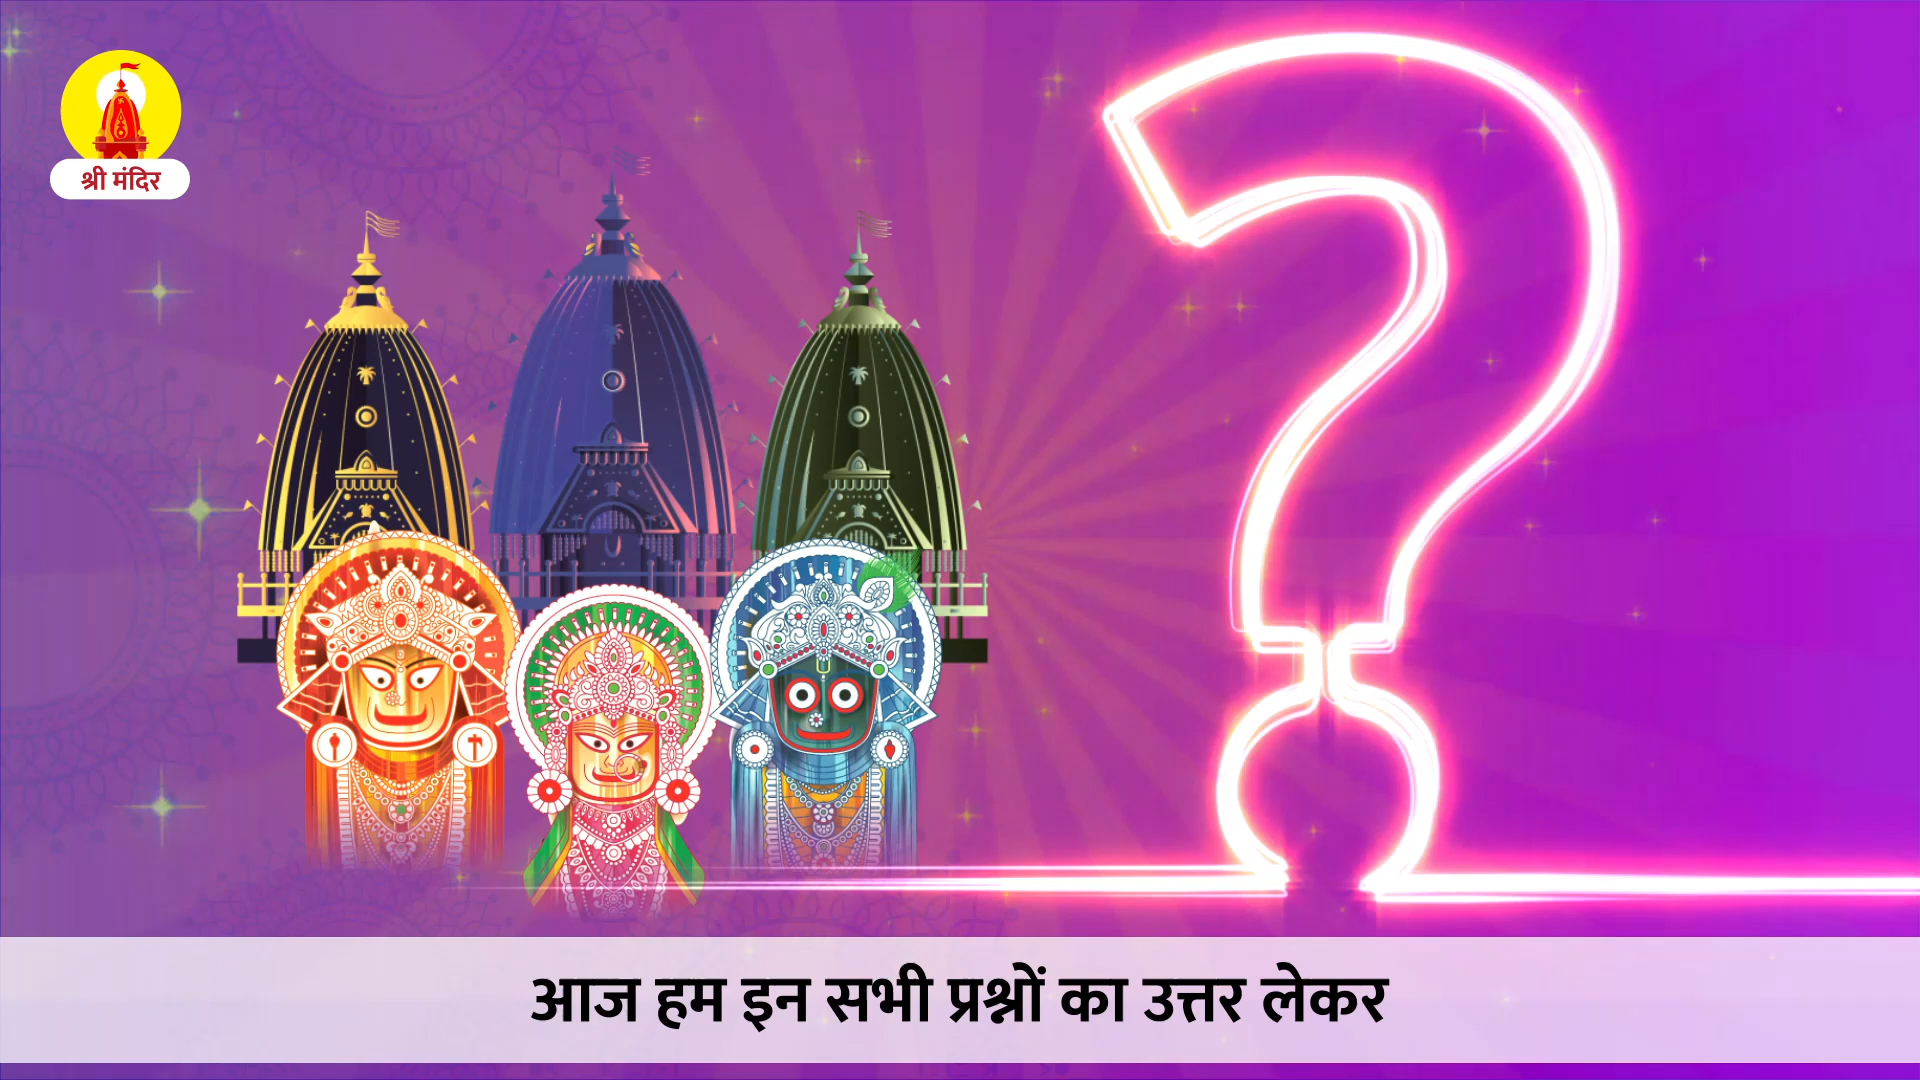 श्री मंदिर
आज हम इन सभी प्रश्नों का उत्तर लेकर